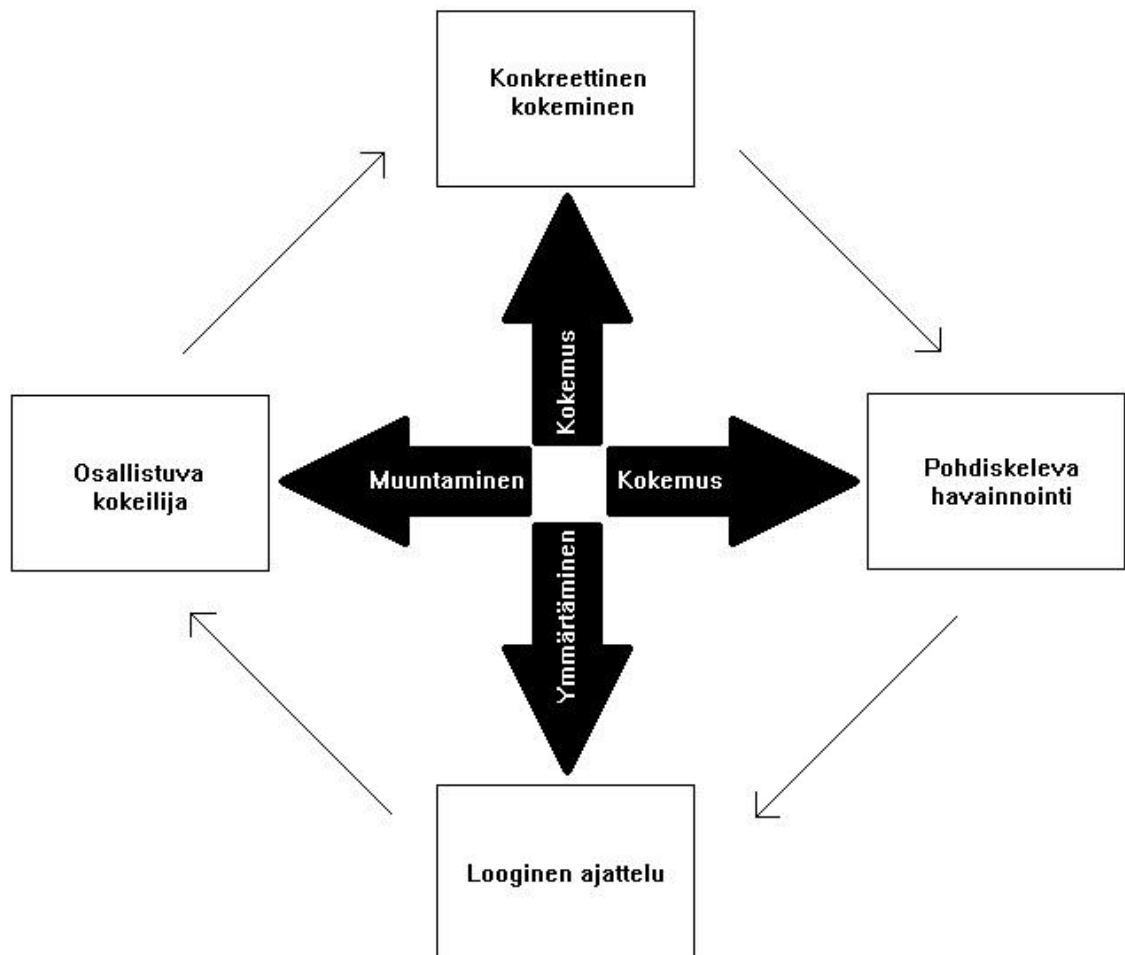 Konkreettinen
kokeminen
Kokemus
Osallistuva
kokeilija
Muuntaminen
Kokemus
Pohdiskeleva
havainnointi
Ymmärtäminen
Looginen ajattelu